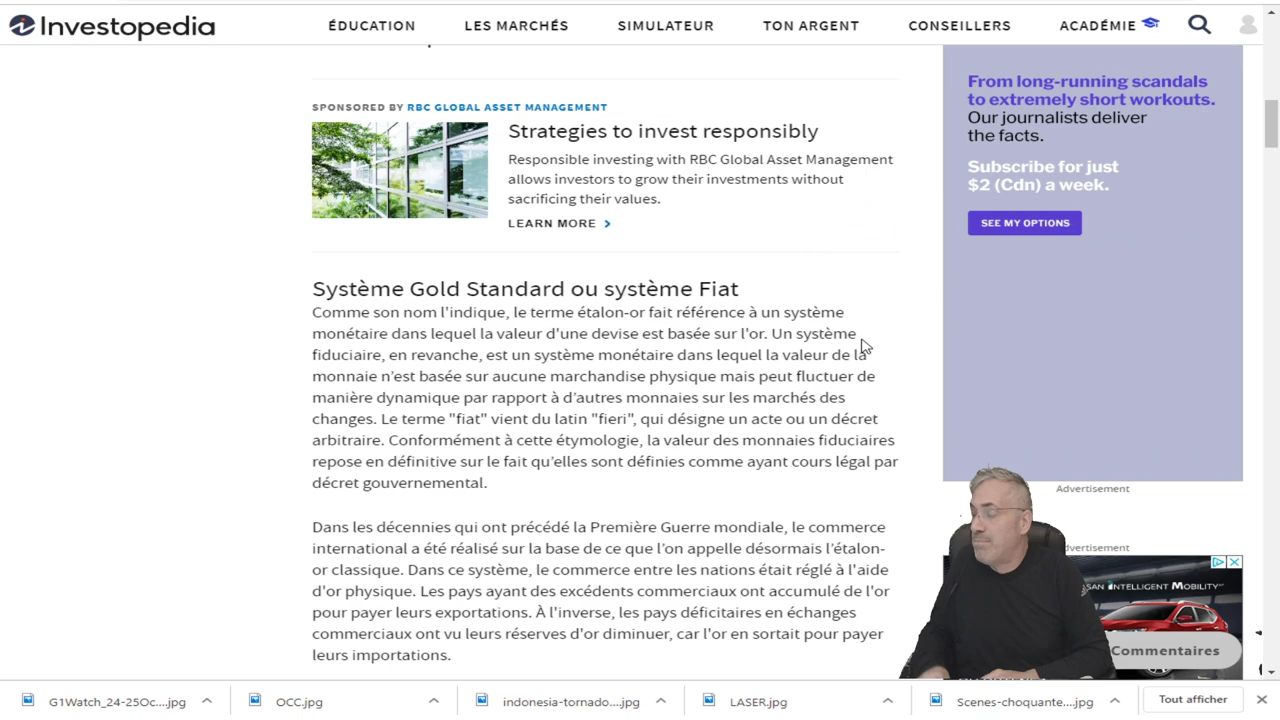 Investopedia
ÉDUCATION
LES MARCHÉS
SIMULATEUR
TON ARGENT
CONSEILLERS
ACADÉMIE
SPONSORED BY RBC GLOBAL ASSET MANAGEMENT
Strategies to invest responsibly
Responsible investing with RBC Global Asset Management
allows investors to grow their investments without
sacrificing their values.
LEARN MORE >
From long-running scandals
to extremely short workouts.
Our journalists deliver
the facts.
Subscribe for just
$2 (Cdn) a week.
SEE MY OPTIONS
Système Gold Standard ou système Fiat
Comme son nom l'indique, le terme étalon-or fait référence à un système
monétaire dans lequel la valeur d'une devise est basée sur l'or. Un système
fiduciaire, en revanche, est un système monétaire dans lequel la valeur de la
monnaie n’est basée sur aucune marchandise physique mais peut fluctuer de
manière dynamique par rapport à d’autres monnaies sur les marchés des
changes. Le terme "fiat" vient du latin "fieri", qui désigne un acte ou un décret
arbitraire. Conformément à cette étymologie, la valeur des monnaies fiduciaires
repose en définitive sur le fait qu’elles sont définies comme ayant cours légal par
décret gouvernemental.
Dans les décennies qui ont précédé la Première Guerre mondiale, le commerce
international a été réalisé sur la base de ce que l’on appelle désormais l’étalon-
or classique. Dans ce système, le commerce entre les nations était réglé à l'aide
d'or physique. Les pays ayant des excédents commerciaux ont accumulé de l'or
pour payer leurs exportations. À l'inverse, les pays déficitaires en échanges
commerciaux ont vu leurs réserves d'or diminuer, car l'or en sortait pour payer
leurs importations.
Advertisement
INTELLIGENT MOBILITY
Commentaires
G1Watch_24-25Oc....jpg
OCC.jpg
indonesia-tornado....jpg
LASER.jpg
Scenes-choquante....jpg
Tout afficher